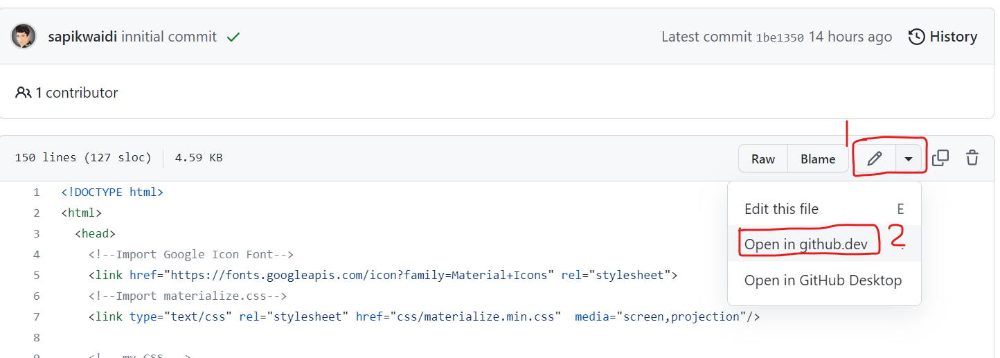 sapikwaidi innitial commit Latest commit 1be1350 14 hours ago History
1 contributor
1
150 lines (127 sloc) 4.59 KB Raw Blame
1 <!DOCTYPE html>
2 <html>
3 <head>
4 <!--Import Google Icon Font-->
5 <link href="https://fonts.googleapis.com/icon?family=Material+Icons" rel="stylesheet">
6 <!--Import materialize.css-->
7 <link type="text/css" rel="stylesheet" href="css/materialize.min.css"  media="screen,projection"/>
8
Edit this file E
Open in github.dev . 2
Open in GitHub Desktop